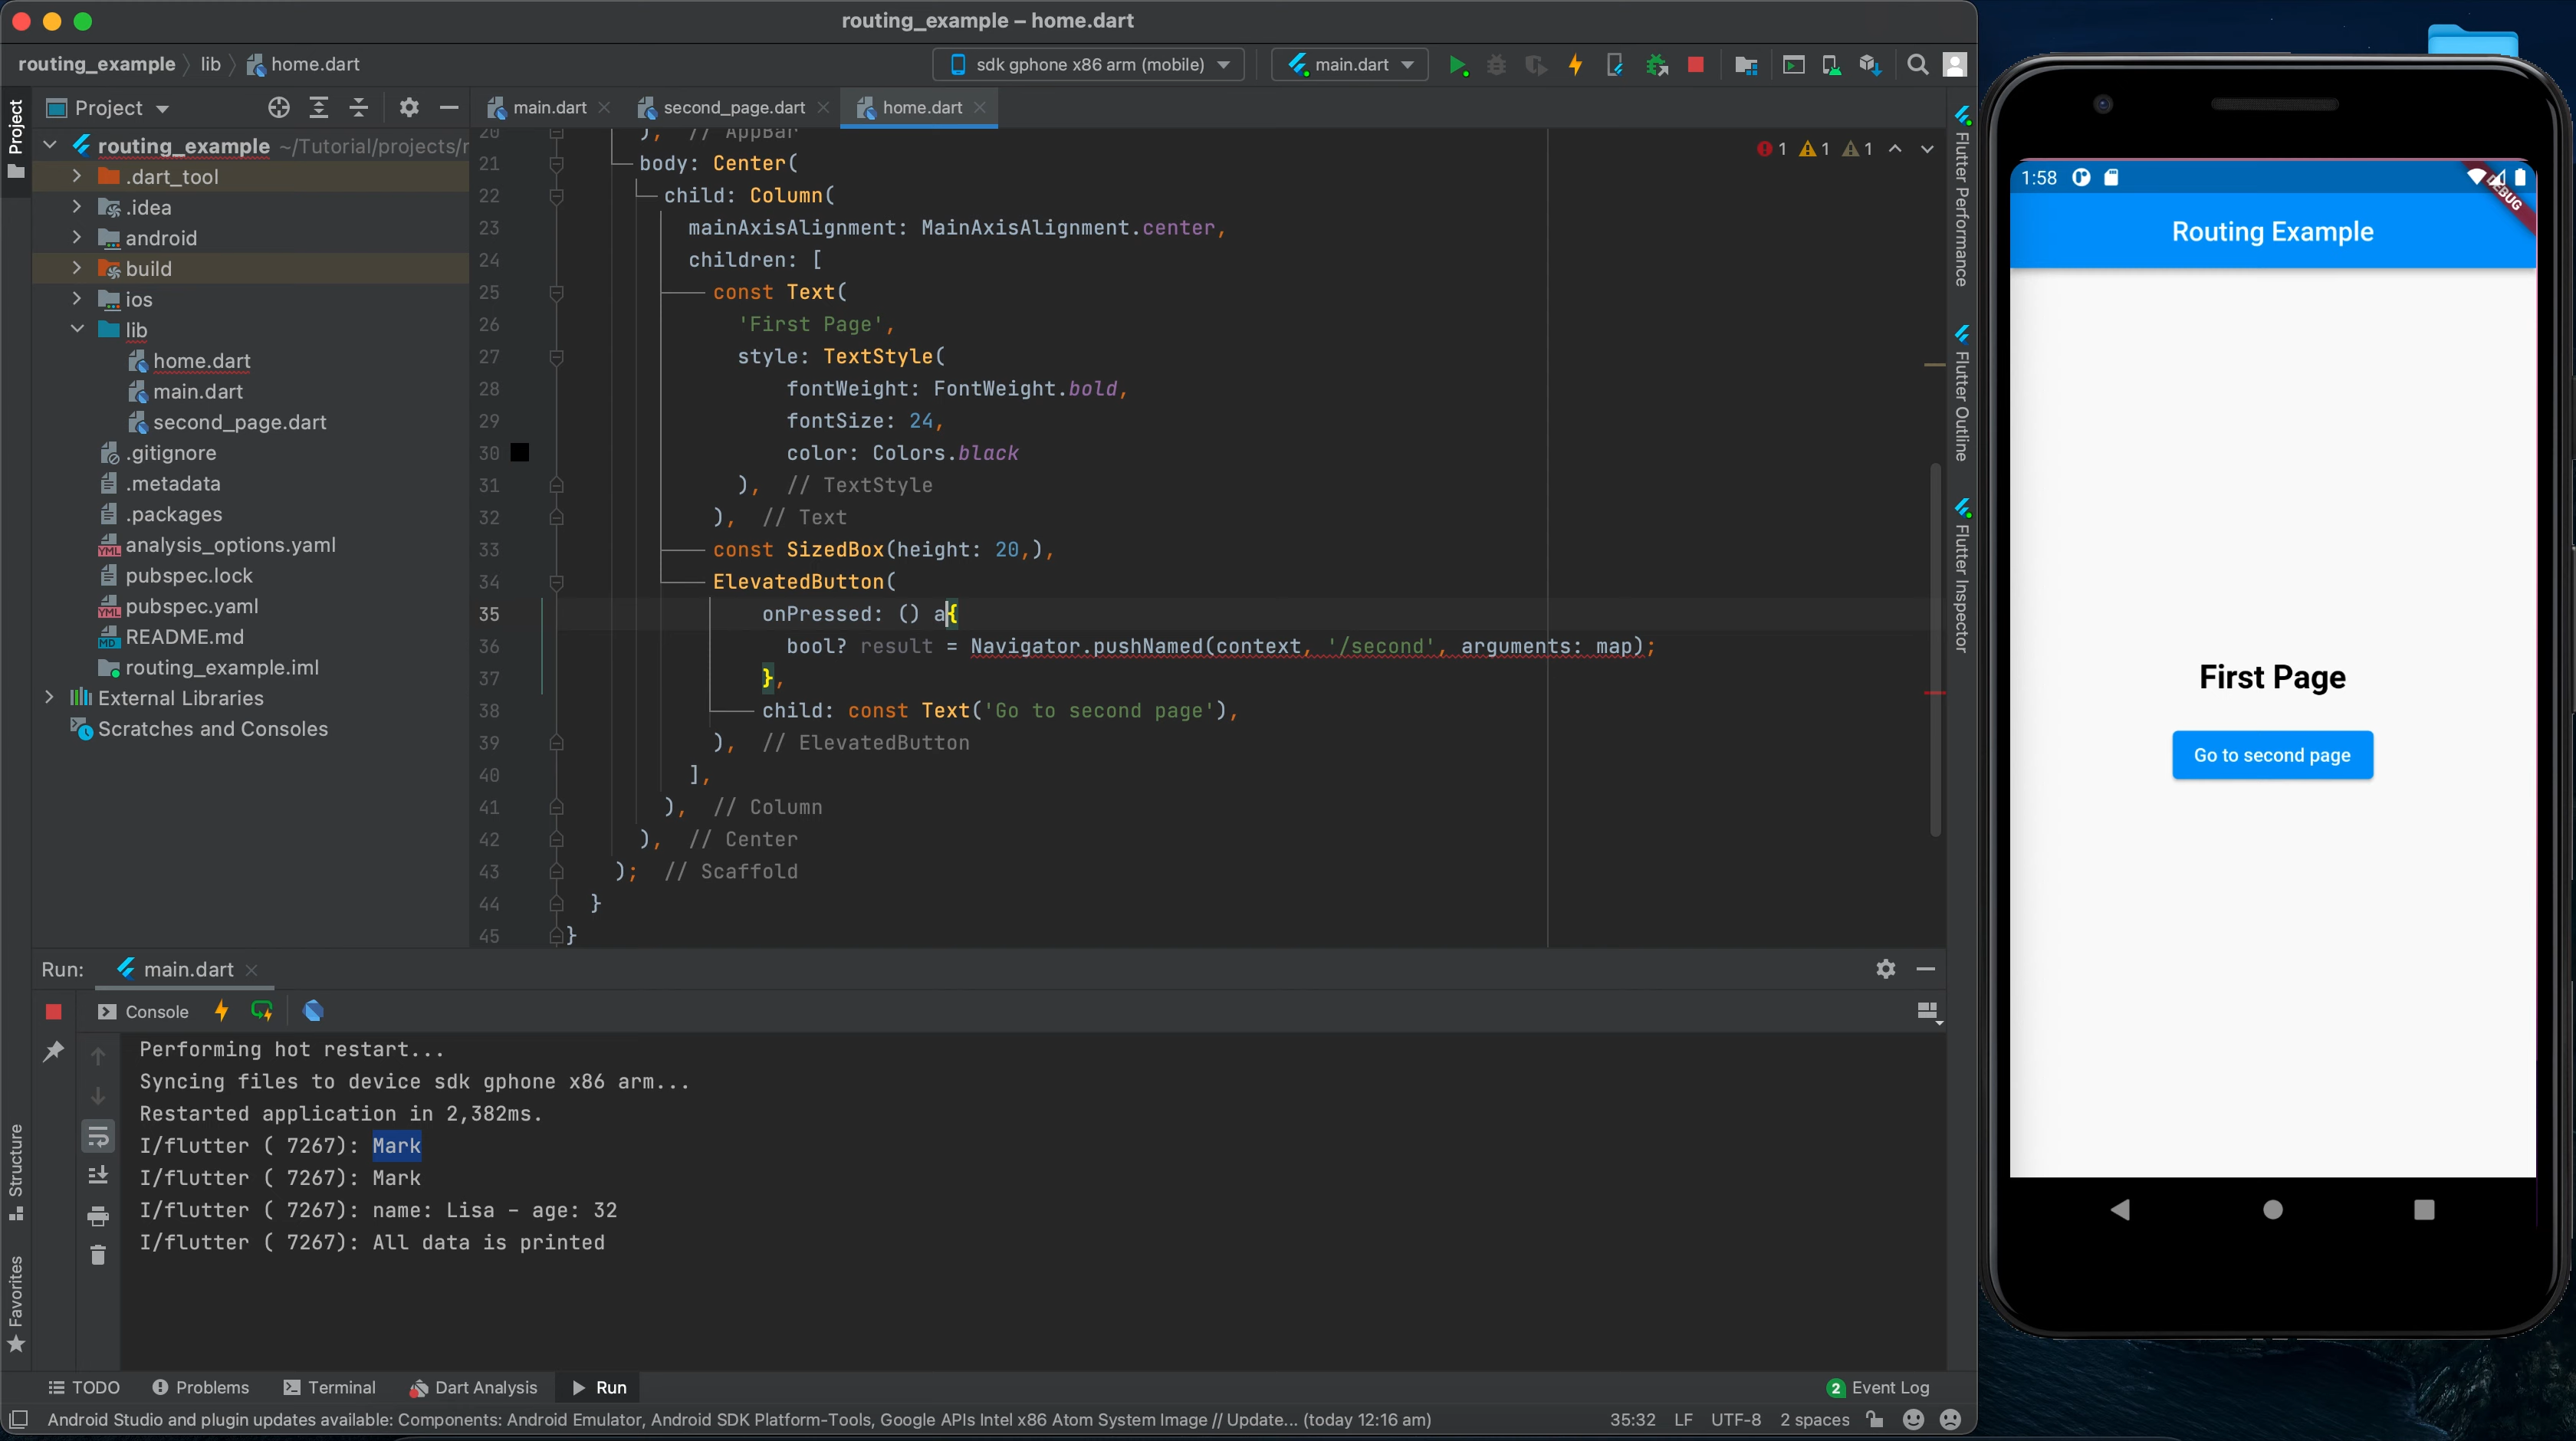 routing_example – home.dart
routing_example lib home.dart
sdk gphone x86 arm (mobile) main.dart
Project
main.dart second_page.dart home.dart
Project
Structure
Favorites
routing_example ~/Tutorial/projects/r
.dart_tool
.idea
android
build
ios
lib
home.dart
main.dart
second_page.dart
.gitignore
.metadata
.packages
analysis_options.yaml
pubspec.lock
pubspec.yaml
README.md
routing_example.iml
External Libraries
Scratches and Consoles
1 1 1
20 ), // AppBar
21 body: Center(
22 child: Column(
23 mainAxisAlignment: MainAxisAlignment.center,
24 children: [
25 const Text(
26 'First Page',
27 style: TextStyle(
28 fontWeight: FontWeight.bold,
29 fontSize: 24,
30 color: Colors.black
31 ), // TextStyle
32 ), // Text
33 const SizedBox(height: 20,),
34 ElevatedButton(
35 onPressed: () a{
36 bool? result = Navigator.pushNamed(context, '/second', arguments: map);
37 },
38 child: const Text('Go to second page'),
39 ), // ElevatedButton
40 ],
41 ), // Column
42 ), // Center
43 ); // Scaffold
44 }
45 }
Flutter Performance
Flutter Outline
Flutter Inspector
Run: main.dart
Console
Performing hot restart...
Syncing files to device sdk gphone x86 arm...
Restarted application in 2,382ms.
I/flutter ( 7267): Mark
I/flutter ( 7267): Mark
I/flutter ( 7267): name: Lisa - age: 32
I/flutter ( 7267): All data is printed
TODO Problems Terminal Dart Analysis Run 2 Event Log
Android Studio and plugin updates available: Components: Android Emulator, Android SDK Platform-Tools, Google APIs Intel x86 Atom System Image // Update... (today 12:16 am) 35:32 LF UTF-8 2 spaces
1:58
DEBUG
Routing Example
First Page
Go to second page